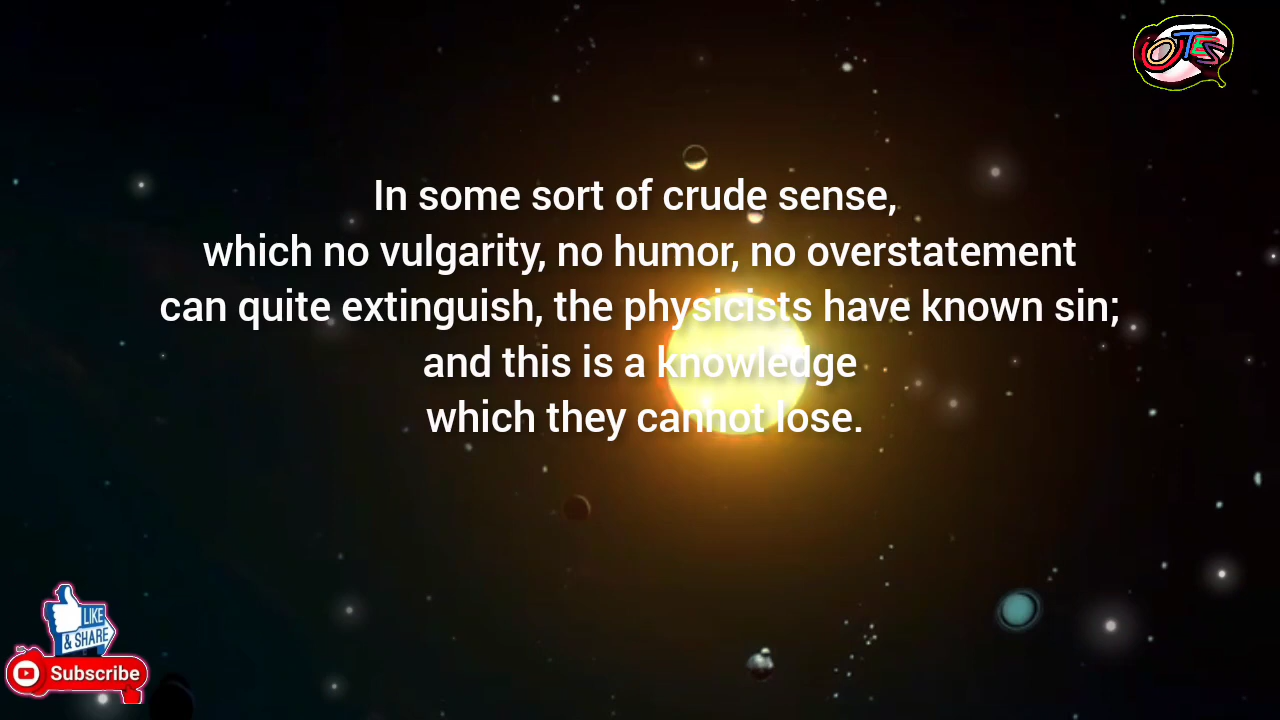 OTES
In some sort of crude sense,
which no vulgarity, no humor, no overstatement
can quite extinguish, the physicists have known sin;
and this is a knowledge
which they cannot lose.
LIKE
& SHARE
Subscribe